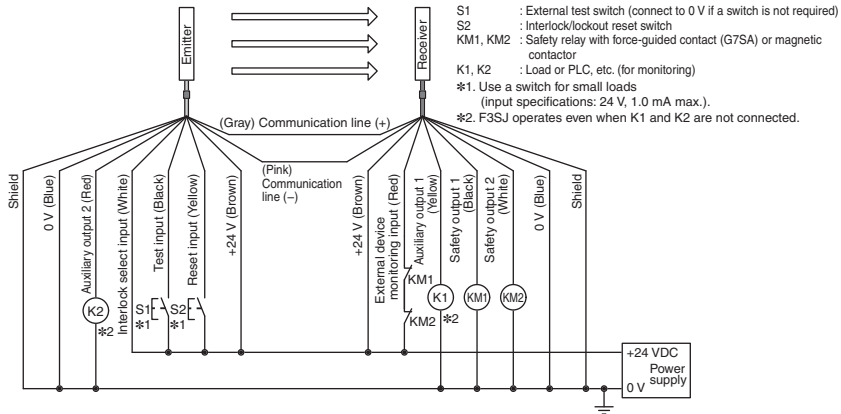 S1 : External test switch (connect to 0 V if a switch is not required)
S2 : Interlock/lockout reset switch
KM1, KM2 : Safety relay with force-guided contact (G7SA) or magnetic
contactor
K1, K2 : Load or PLC, etc. (for monitoring)
*1. Use a switch for small loads
(input specifications: 24 V, 1.0 mA max.).
*2. F3SJ operates even when K1 and K2 are not connected.
Emitter
Receiver
(Gray) Communication line (+)
(Pink)
Communication
line (−)
Shield
0 V (Blue)
Auxiliary output 2 (Red)
Interlock select input (White)
Test input (Black)
Reset input (Yellow)
+24 V (Brown)
+24 V (Brown)
External device
monitoring input (Red)
Auxiliary output 1
(Yellow)
Safety output 1
(Black)
Safety output 2
(White)
0 V (Blue)
Shield
K2
*2
S1
*1
S2
*1
KM1
KM2
K1
*2
KM1
KM2
+24 VDC
Power
supply
0 V